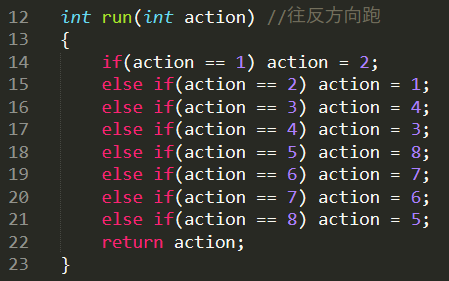 12 int run(int action) //往反方向跑
13 {
14     if(action == 1) action = 2;
15     else if(action == 2) action = 1;
16     else if(action == 3) action = 4;
17     else if(action == 4) action = 3;
18     else if(action == 5) action = 8;
19     else if(action == 6) action = 7;
20     else if(action == 7) action = 6;
21     else if(action == 8) action = 5;
22     return action;
23 }